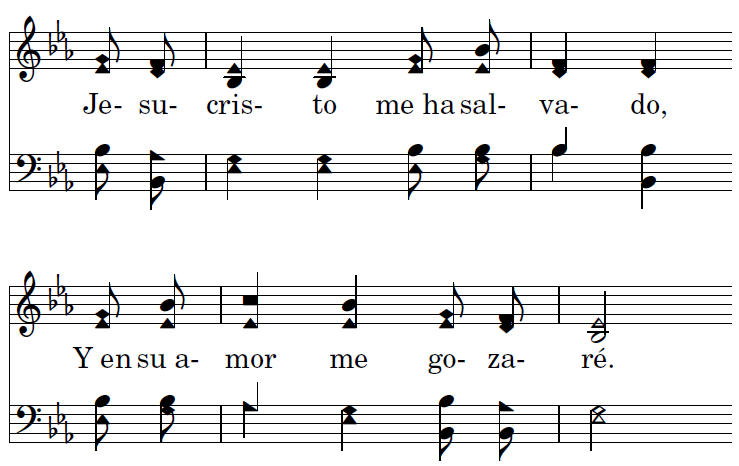 Je- su- cris- to me ha sal- va- do,
Y en su a- mor me go- za- ré.